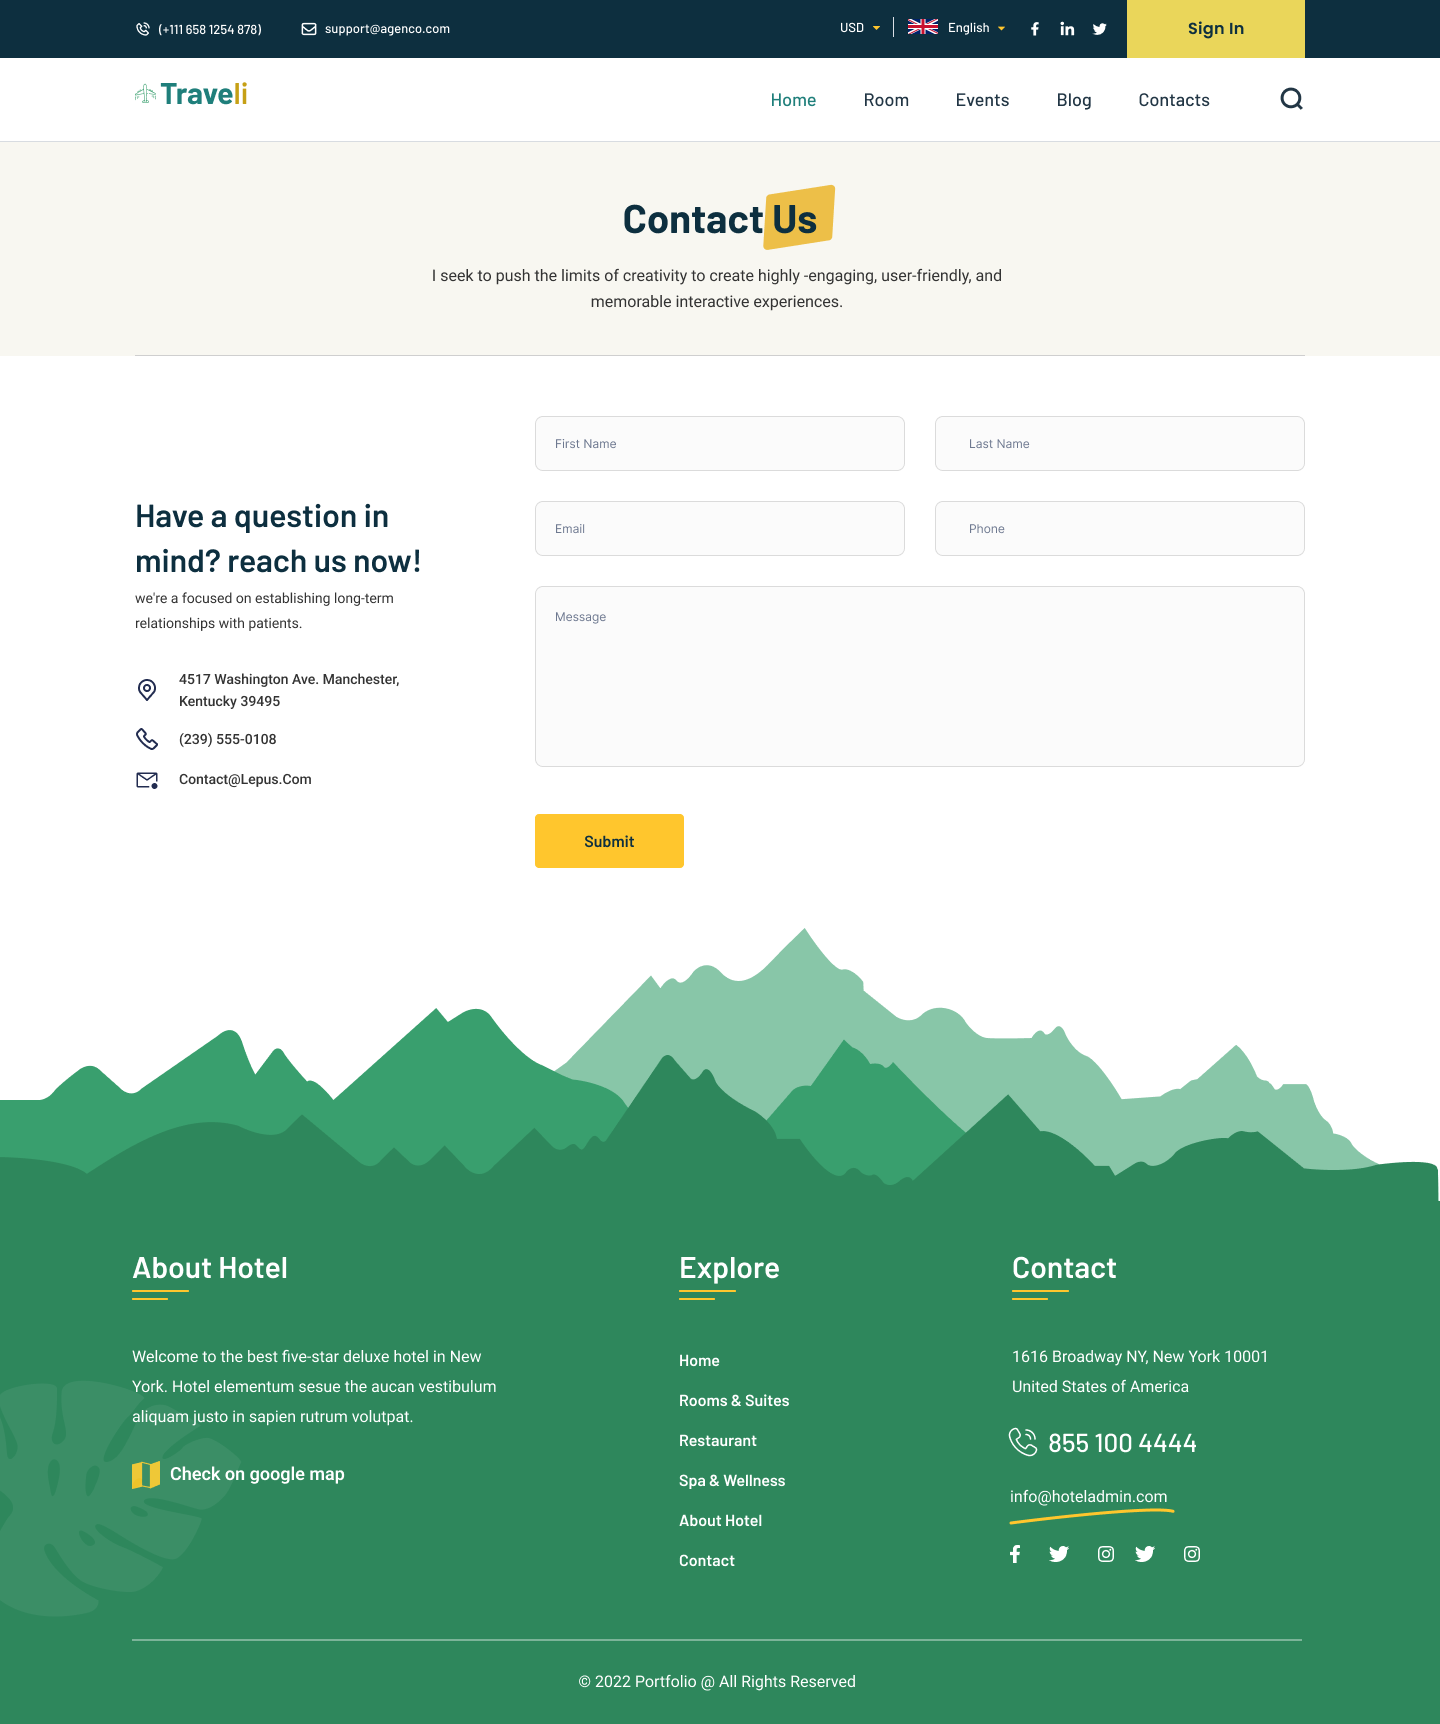 (+111 658 1254 878)
support@agenco.com
USD
English
Sign In
Traveli
Home
Room
Events
Blog
Contacts
Contact Us
I seek to push the limits of creativity to create highly -engaging, user-friendly, and
memorable interactive experiences.
Have a question in
mind? reach us now!
we're a focused on establishing long-term
relationships with patients.
4517 Washington Ave. Manchester,
Kentucky 39495
(239) 555-0108
Contact@Lepus.Com
First Name
Last Name
Email
Phone
Message
Submit
About Hotel
Welcome to the best five-star deluxe hotel in New
York. Hotel elementum sesue the aucan vestibulum
aliquam justo in sapien rutrum volutpat.
Check on google map
Explore
Home
Rooms & Suites
Restaurant
Spa & Wellness
About Hotel
Contact
Contact
1616 Broadway NY, New York 10001
United States of America
855 100 4444
info@hoteladmin.com
© 2022 Portfolio @ All Rights Reserved